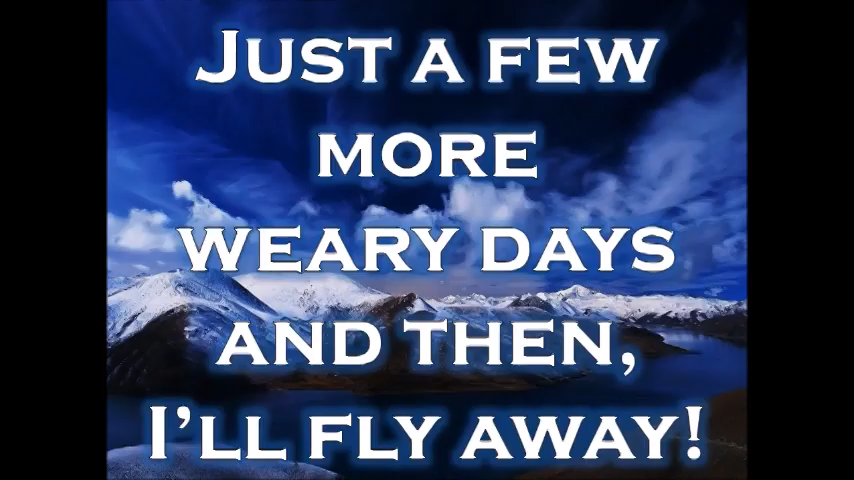 Just a few
more
weary days
and then,
I'll fly away!